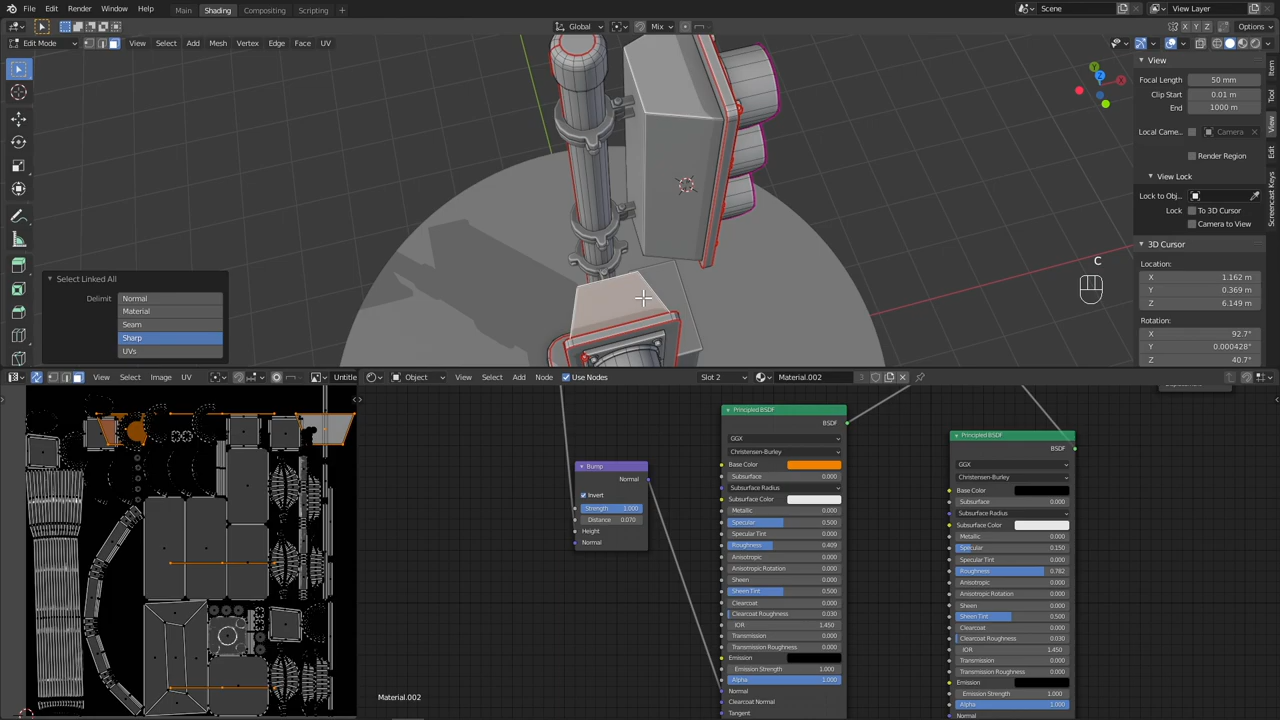 File Edit Render Window Help Main Shading Compositing Scripting + Scene View Layer
Global Mix X Y Z Options
Edit Mode View Select Add Mesh Vertex Edge Face UV
View
Focal Length 50 mm
Clip Start 0.01 m
End 1000 m
Local Came.. Camera
Render Region
View Lock
Lock to Obj..
Lock To 3D Cursor
Camera to View
3D Cursor
Location:
X 1.162 m
Y 0.369 m
Z 6.149 m
Rotation:
X 92.7°
Y 0.000428°
Z 40.7°
Item
Tool
View
Edit
Screencast Keys
Y
Z
X
C
Select Linked All
Delimit Normal
Material
Seam
Sharp
UVs
View Select Image UV Untitle
Object View Select Add Node Use Nodes Slot 2 Material.002 3
Bump
Normal
Invert
Strength 1.000
Distance 0.070
Height
Normal
Principled BSDF
BSDF
GGX
Christensen-Burley
Base Color
Subsurface 0.000
Subsurface Radius
Subsurface Color
Metallic 0.000
Specular 0.500
Specular Tint 0.000
Roughness 0.409
Anisotropic 0.000
Anisotropic Rotation 0.000
Sheen 0.000
Sheen Tint 0.500
Clearcoat 0.000
Clearcoat Roughness 0.030
IOR 1.450
Transmission 0.000
Transmission Roughness 0.000
Emission
Emission Strength 1.000
Alpha 1.000
Normal
Clearcoat Normal
Tangent
Principled BSDF
BSDF
GGX
Christensen-Burley
Base Color
Subsurface 0.000
Subsurface Radius
Subsurface Color
Metallic 0.000
Specular 0.150
Specular Tint 0.000
Roughness 0.782
Anisotropic 0.000
Anisotropic Rotation 0.000
Sheen 0.000
Sheen Tint 0.500
Clearcoat 0.000
Clearcoat Roughness 0.030
IOR 1.450
Transmission 0.000
Transmission Roughness 0.000
Emission
Emission Strength 1.000
Alpha 1.000
Normal
Material.002